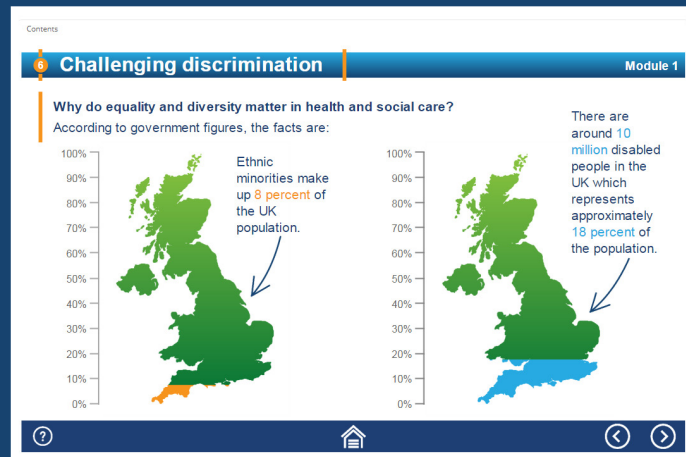 Contents
6 Challenging discrimination
Module 1
Why do equality and diversity matter in health and social care?
According to government figures, the facts are:
100%
90%
80%
70%
60%
50%
40%
30%
20%
10%
0%
Ethnic
minorities make
up 8 percent of
the UK
population.
100%
90%
80%
70%
60%
50%
40%
30%
20%
10%
0%
There are
around 10
million disabled
people in the
UK which
represents
approximately
18 percent of
the population.
?